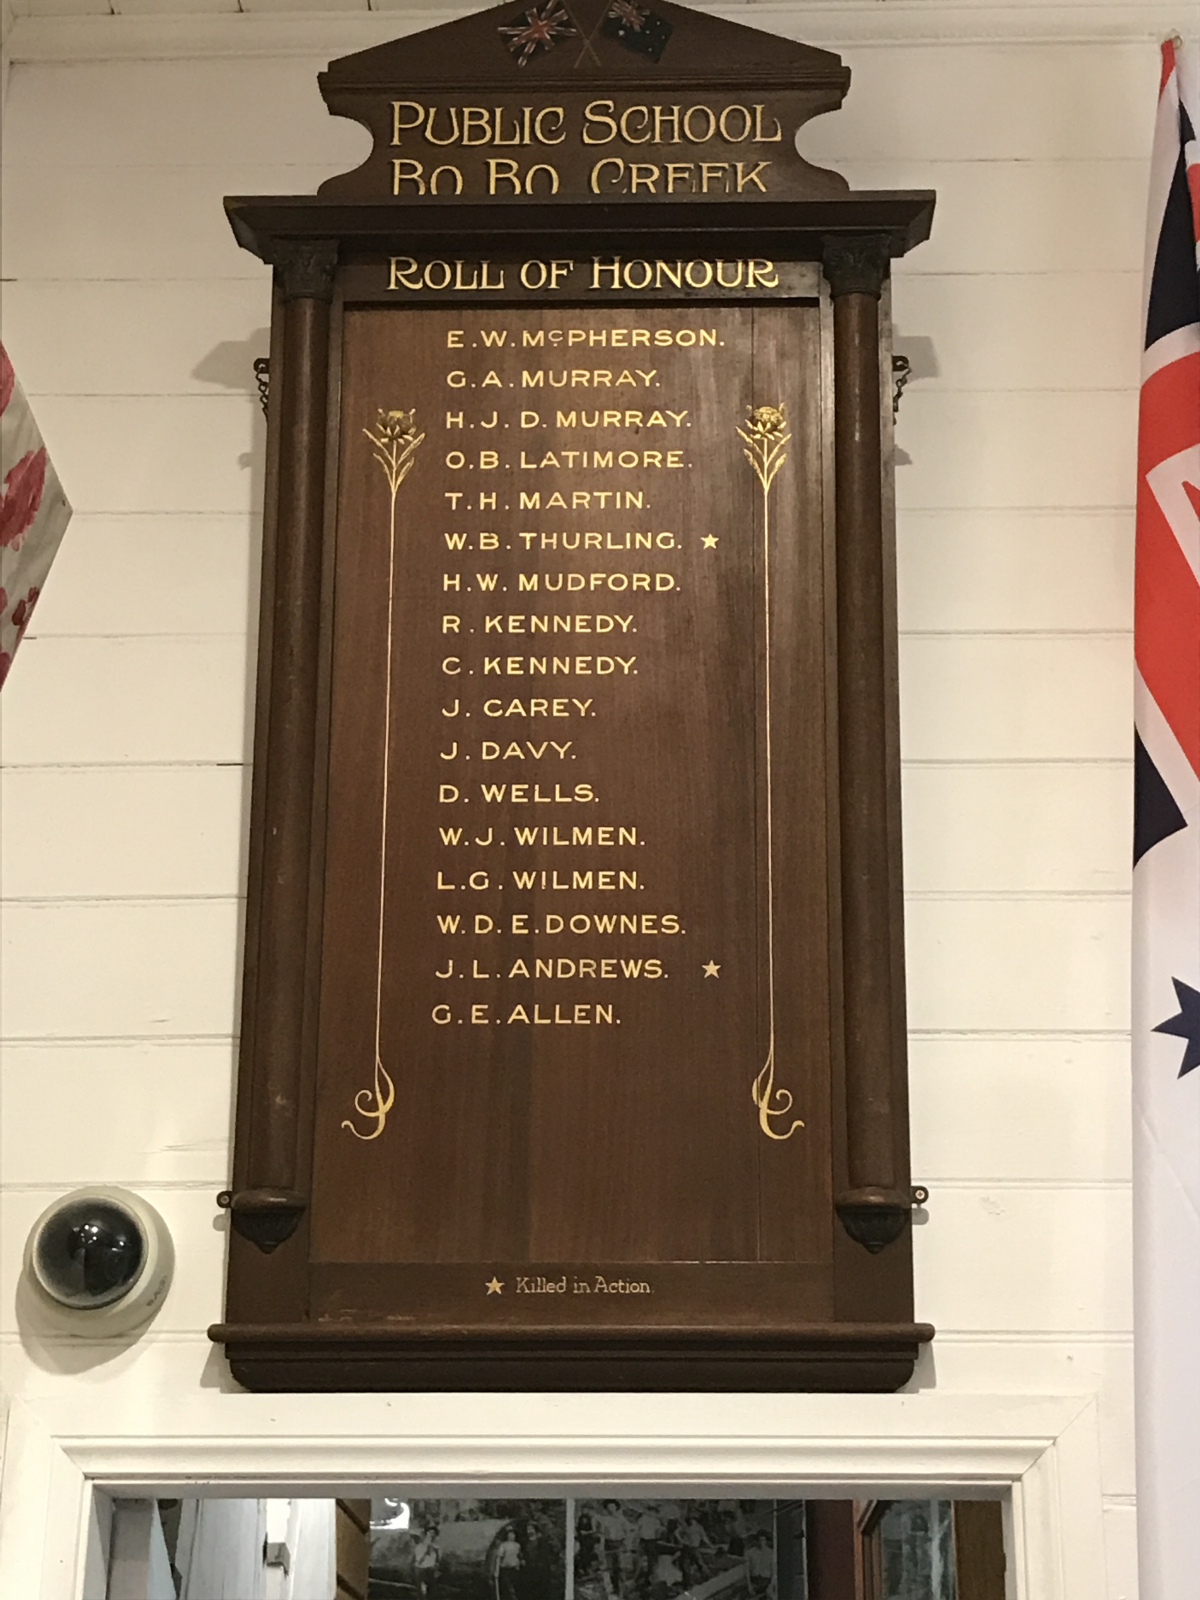 PUBLIC SCHOOL
BO BO CREEK
ROLL OF HONOUR
E.W. McPHERSON.
G.A. MURRAY.
H.J.D. MURRAY.
O.B. LATIMORE.
T.H. MARTIN.
W.B. THURLING. ★
H.W. MUDFORD.
R. KENNEDY.
C. KENNEDY.
J. CAREY.
J. DAVY.
D. WELLS.
W.J. WILMEN.
L.G. WILMEN.
W.D.E. DOWNES.
J.L. ANDREWS. ★
G.E. ALLEN.
★ Killed in Action.